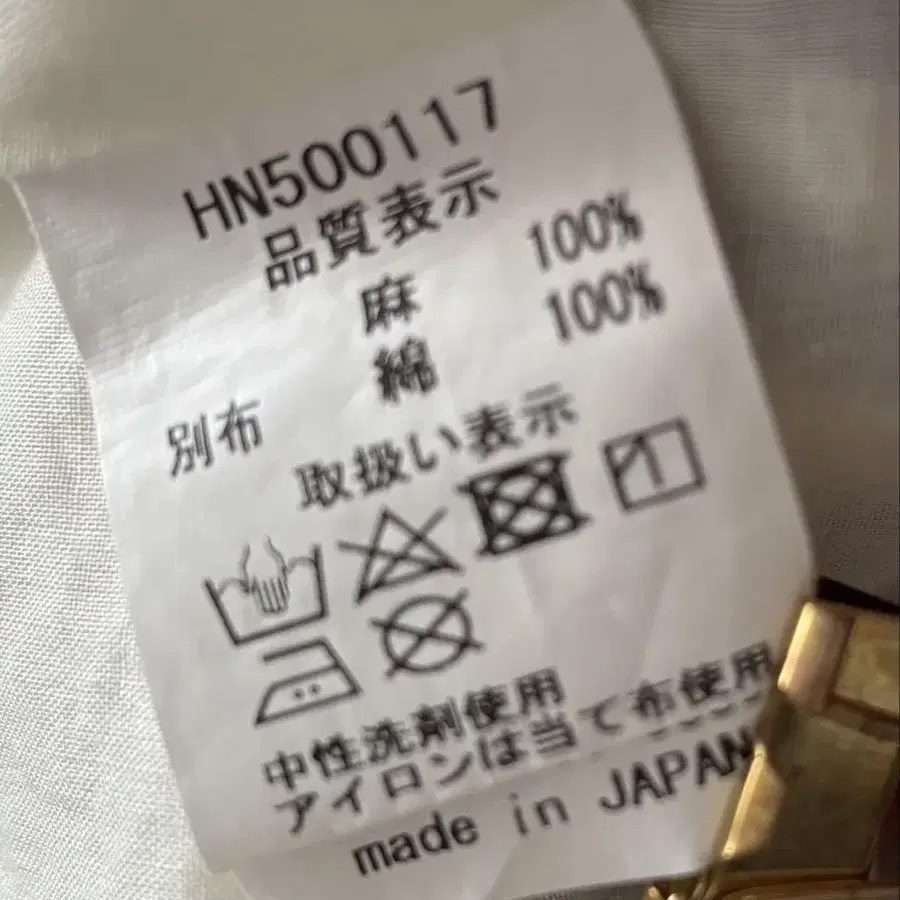 HN500117
品質表示
麻 100%
別布 綿 100%
取扱い表示
中性洗剤使用
アイロンは当て布使用
made in JAPAN